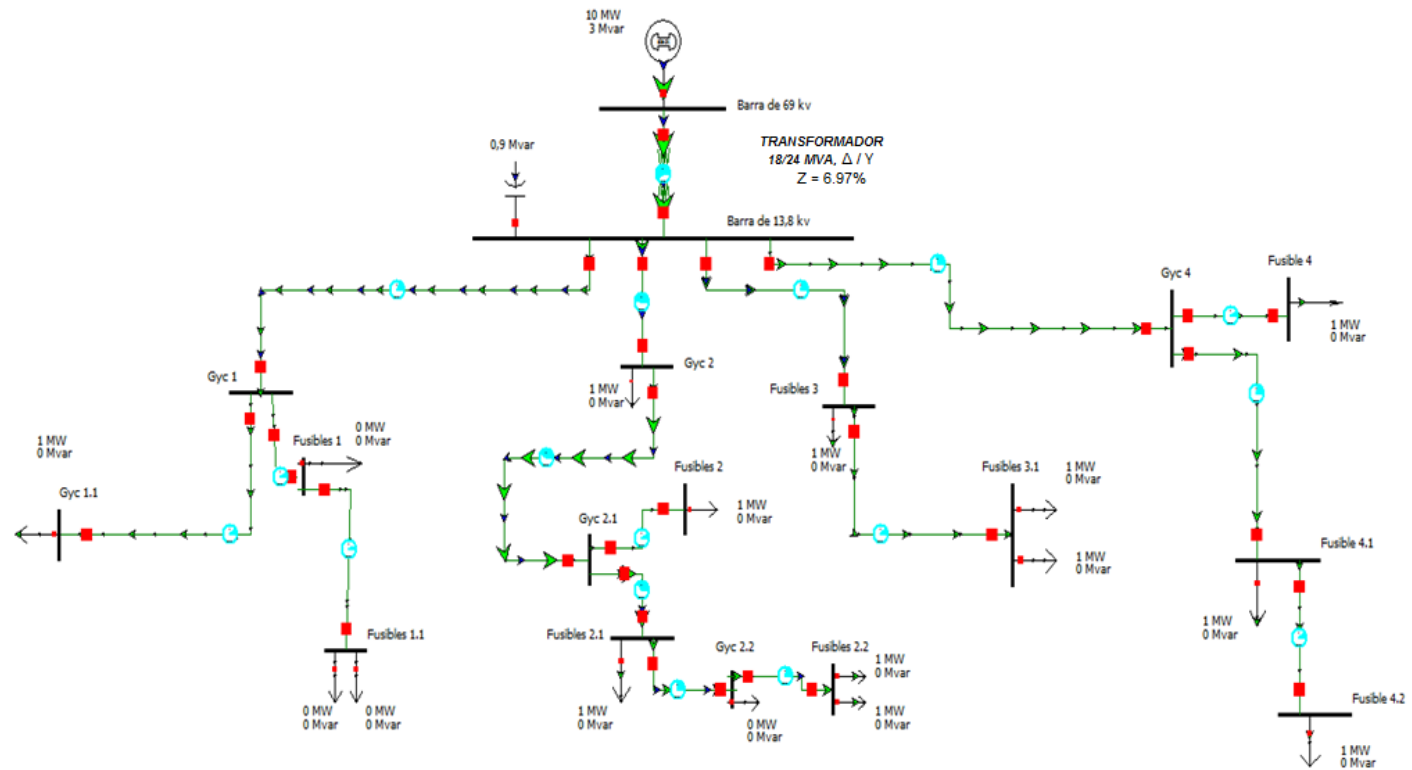 10 MW
3 Mvar
Barra de 69 kv
TRANSFORMADOR
18/24 MVA, Δ / Y
Z = 6.97%
0,9 Mvar
Barra de 13,8 kv
Gyc 4
Fusible 4
1 MW
0 Mvar
Gyc 1
Gyc 2
1 MW
0 Mvar
Fusibles 3
1 MW
0 Mvar
Fusibles 1
0 MW
0 Mvar
1 MW
0 Mvar
Gyc 1.1
Fusibles 2
1 MW
0 Mvar
Gyc 2.1
Fusibles 3.1
1 MW
0 Mvar
1 MW
0 Mvar
Fusible 4.1
1 MW
0 Mvar
Fusibles 1.1
0 MW
0 Mvar
0 MW
0 Mvar
Fusibles 2.1
1 MW
0 Mvar
Gyc 2.2
0 MW
0 Mvar
Fusibles 2.2
1 MW
0 Mvar
1 MW
0 Mvar
Fusible 4.2
1 MW
0 Mvar